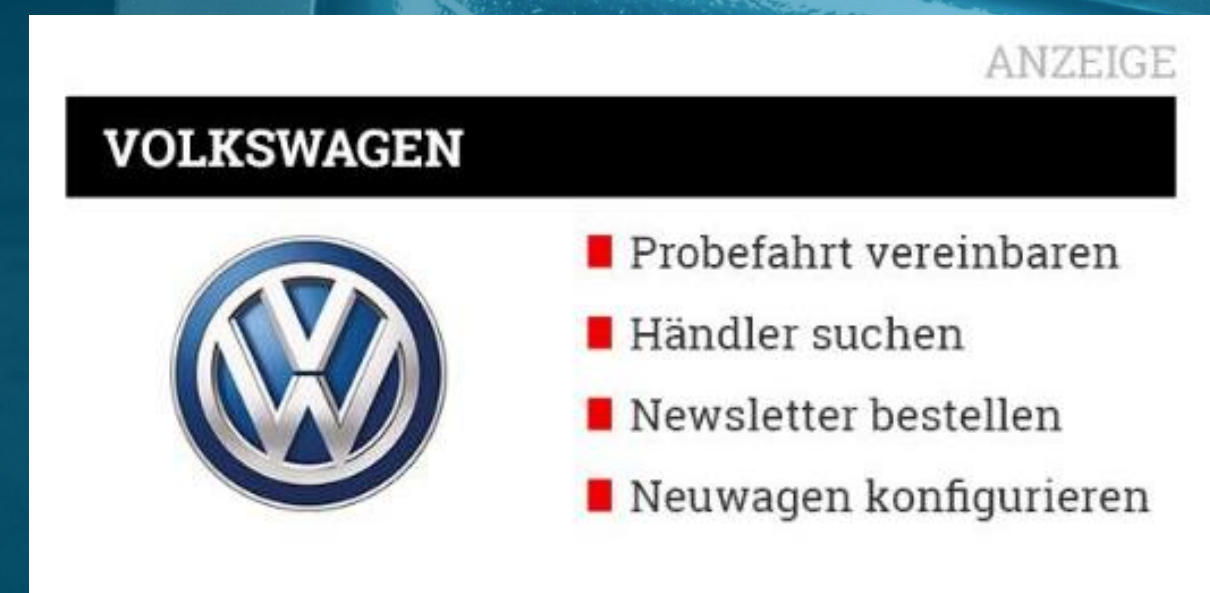 ANZEIGE
VOLKSWAGEN
Probefahrt vereinbaren
Händler suchen
Newsletter bestellen
Neuwagen konfigurieren